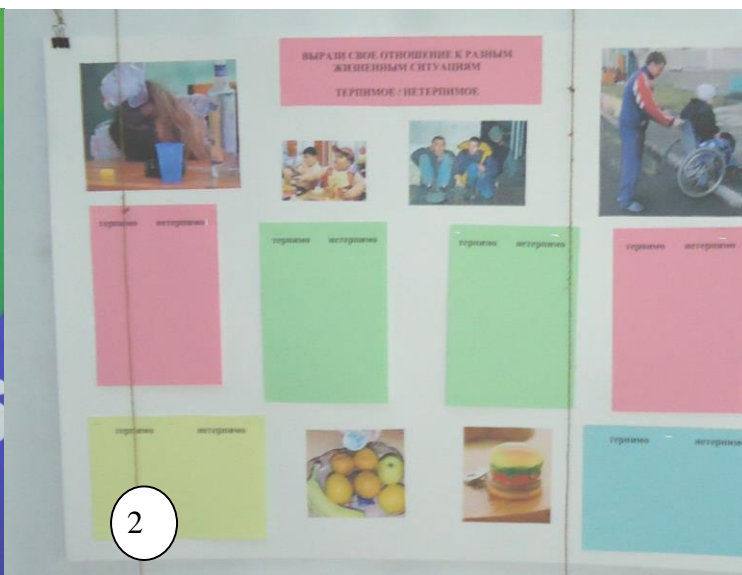 ВЫРАЗИ СВОЕ ОТНОШЕНИЕ К РАЗНЫМ
ЖИЗНЕННЫМ СИТУАЦИЯМ
ТЕРПИМОЕ / НЕТЕРПИМОЕ
терпимо нетерпимо
терпимо нетерпимо
терпимо нетерпимо
терпимо нетерпимо
терпимо нетерпимо
терпимо нетерпимо
2